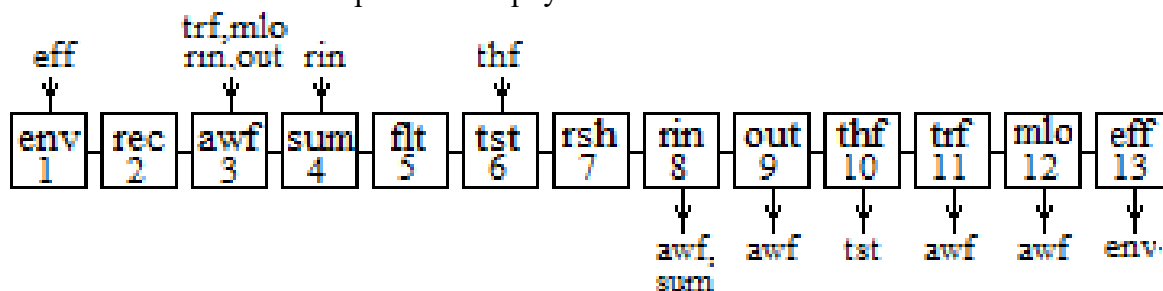 trf,mlo
eff rin,out rin thf
env rec awf sum flt tst rsh rin out thf trf mlo eff
1 2 3 4 5 6 7 8 9 10 11 12 13
awf, awf tst awf awf env
sum